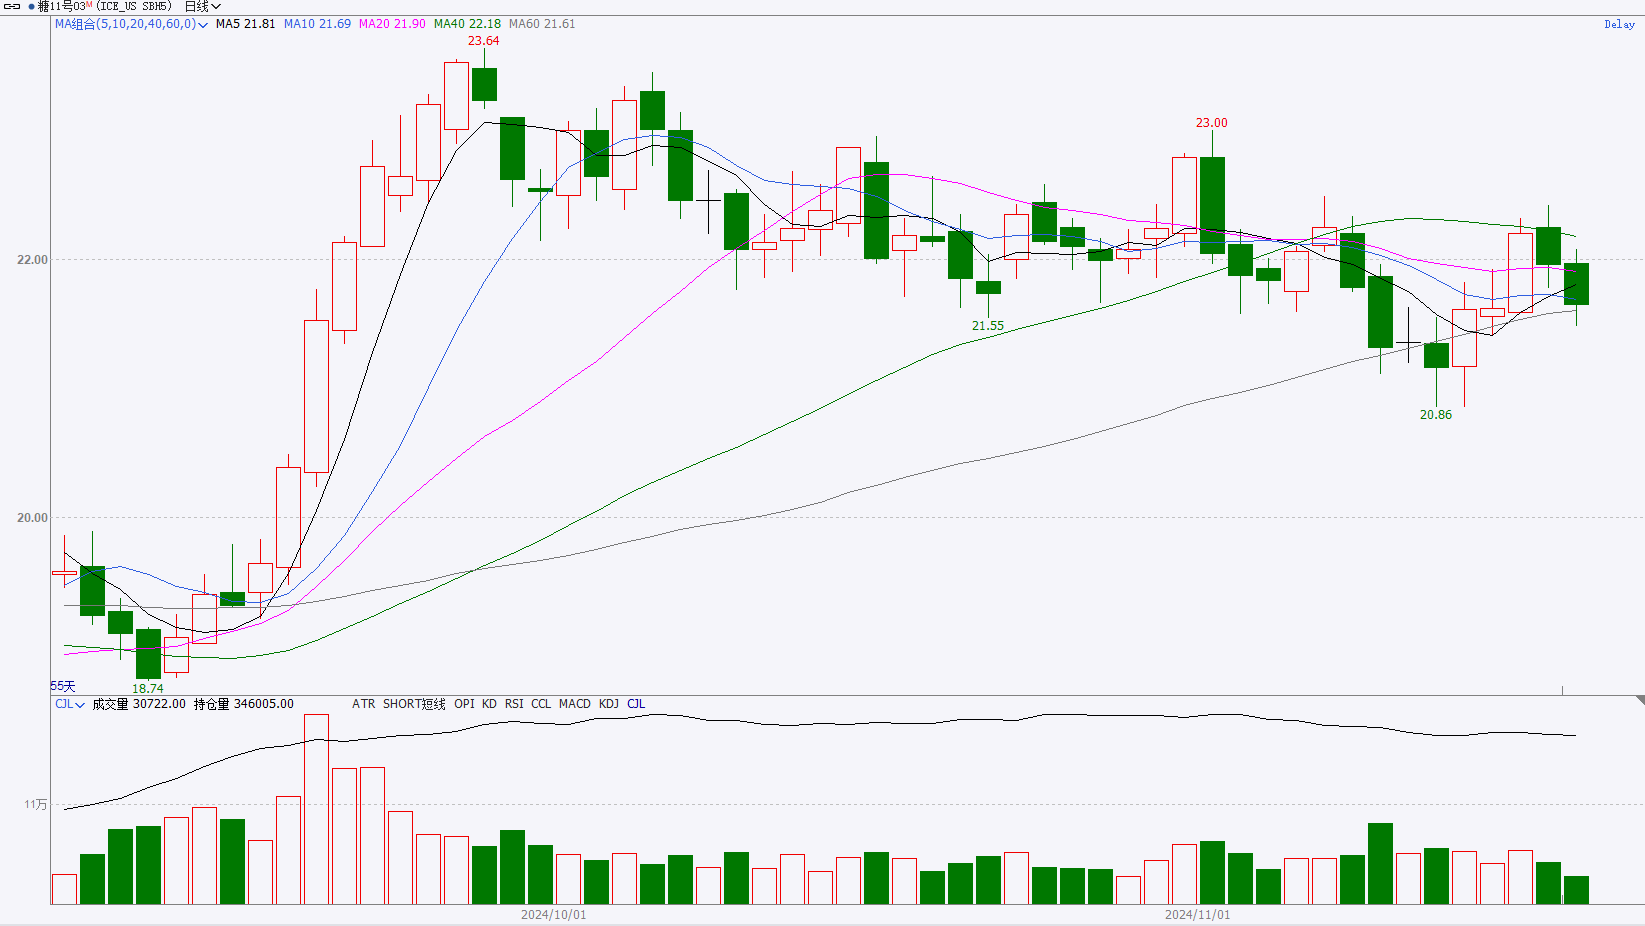 糖11号03M (ICE_US SBH5) 日线
MA组合(5,10,20,40,60,0) MA5 21.81 MA10 21.69 MA20 21.90 MA40 22.18 MA60 21.61
Delay
23.64
23.00
22.00
21.55
20.86
20.00
55天
18.74
CJL 成交量 30722.00 持仓量 346005.00 ATR SHORT短线 OPI KD RSI CCL MACD KDJ CJL
11万
2024/10/01 2024/11/01